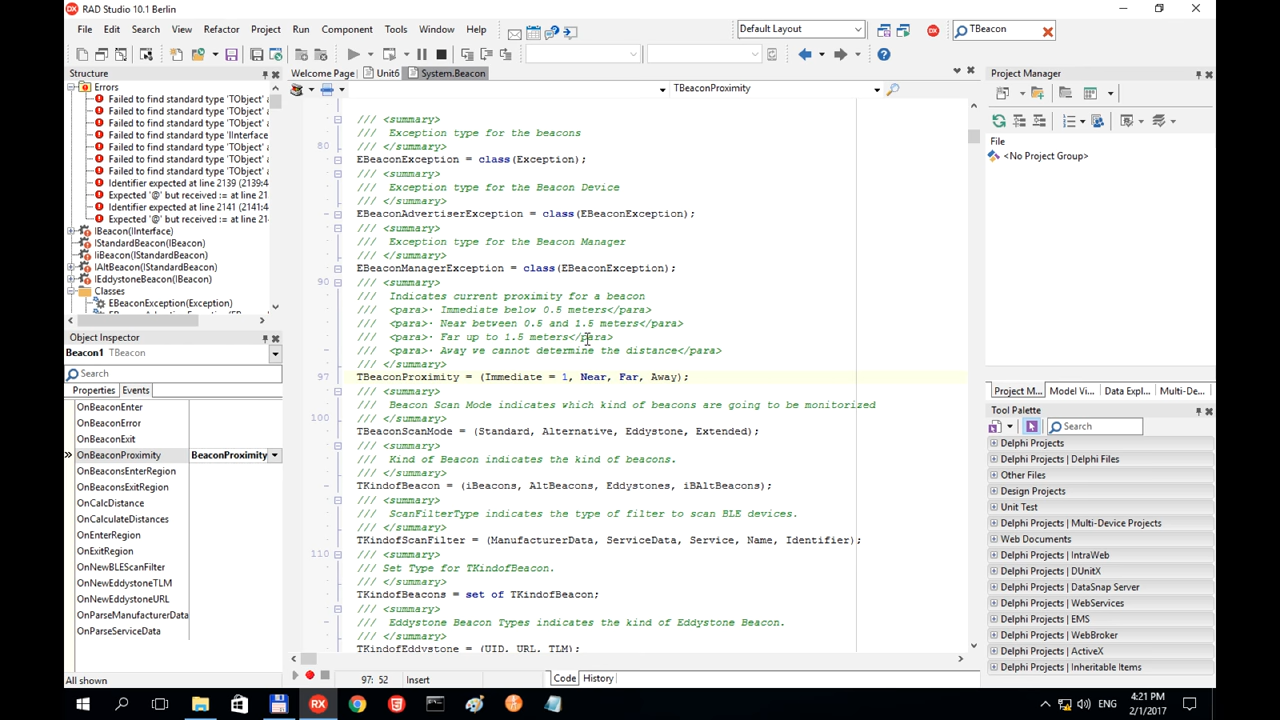 RAD Studio 10.1 Berlin
File Edit Search View Refactor Project Run Component Tools Window Help
Default Layout
TBeacon
Structure
Errors
Failed to find standard type 'TObject' a
Failed to find standard type 'TObject' a
Failed to find standard type 'TObject' a
Failed to find standard type 'IInterface
Failed to find standard type 'TObject' a
Failed to find standard type 'TObject' a
Failed to find standard type 'TObject' a
Identifier expected at line 2139 (2139:4
Expected '@' but received := at line 21
Identifier expected at line 2141 (2141:4
Expected '@' but received := at line 21
IBeacon(IInterface)
IStandardBeacon(IBeacon)
IiBeacon(IStandardBeacon)
IAltBeacon(IStandardBeacon)
IEddystoneBeacon(IBeacon)
Classes
EBeaconException(Exception)
Object Inspector
Beacon1 TBeacon
Search
Properties Events
OnBeaconEnter
OnBeaconError
OnBeaconExit
OnBeaconProximity BeaconProximity
OnBeaconsEnterRegion
OnBeaconsExitRegion
OnCalcDistance
OnCalculateDistances
OnEnterRegion
OnExitRegion
OnNewBLEScanFilter
OnNewEddystoneTLM
OnNewEddystoneURL
OnParseManufacturerData
OnParseServiceData
All shown
Welcome Page Unit6 System.Beacon
TBeaconProximity
/// <summary>
/// Exception type for the beacons
80 /// </summary>
EBeaconException = class(Exception);
/// <summary>
/// Exception type for the Beacon Device
/// </summary>
EBeaconAdvertiserException = class(EBeaconException);
/// <summary>
/// Exception type for the Beacon Manager
/// </summary>
EBeaconManagerException = class(EBeaconException);
90 /// <summary>
/// Indicates current proximity for a beacon
/// <para>· Immediate below 0.5 meters</para>
/// <para>· Near between 0.5 and 1.5 meters</para>
/// <para>· Far up to 1.5 meters</para>
/// <para>· Away we cannot determine the distance</para>
/// </summary>
97 TBeaconProximity = (Immediate = 1, Near, Far, Away);
/// <summary>
/// Beacon Scan Mode indicates which kind of beacons are going to be monitorized
100 /// </summary>
TBeaconScanMode = (Standard, Alternative, Eddystone, Extended);
/// <summary>
/// Kind of Beacon indicates the kind of beacons.
/// </summary>
TKindofBeacon = (iBeacons, AltBeacons, Eddystones, iBAltBeacons);
/// <summary>
/// ScanFilterType indicates the type of filter to scan BLE devices.
/// </summary>
TKindofScanFilter = (ManufacturerData, ServiceData, Service, Name, Identifier);
110 /// <summary>
/// Set Type for TKindofBeacon.
/// </summary>
TKindofBeacons = set of TKindofBeacon;
/// <summary>
/// Eddystone Beacon Types indicates the kind of Eddystone Beacon.
/// </summary>
TKindofEddystone = (UID, URL, TLM);
97: 52 Insert Code History
Project Manager
File
<No Project Group>
Project M... Model Vi... Data Expl... Multi-De...
Tool Palette
Search
Delphi Projects
Delphi Projects | Delphi Files
Other Files
Design Projects
Unit Test
Delphi Projects | Multi-Device Projects
Web Documents
Delphi Projects | IntraWeb
Delphi Projects | DUnitX
Delphi Projects | DataSnap Server
Delphi Projects | WebServices
Delphi Projects | EMS
Delphi Projects | WebBroker
Delphi Projects | ActiveX
Delphi Projects | Inheritable Items
ENG
4:21 PM
2/1/2017